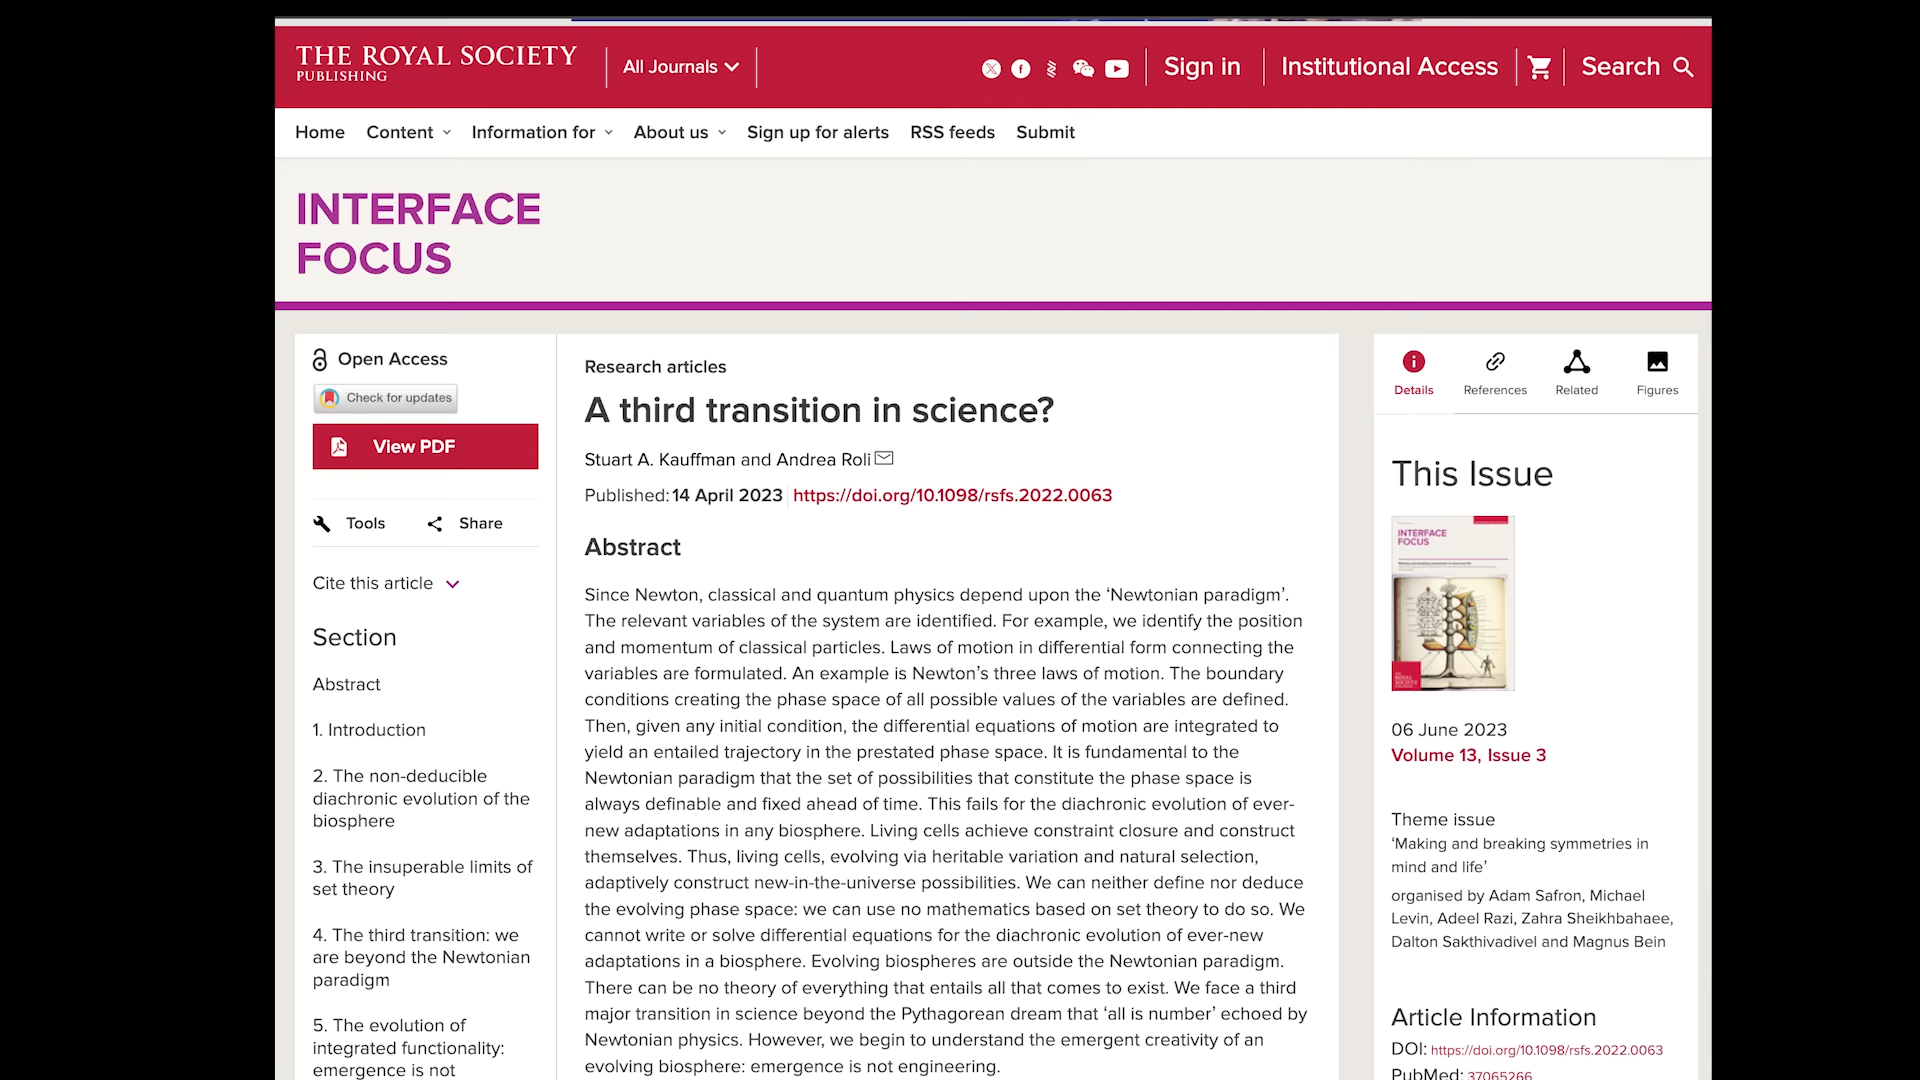 THE ROYAL SOCIETY
PUBLISHING
All Journals
Sign in
Institutional Access
Search
Home
Content
Information for
About us
Sign up for alerts
RSS feeds
Submit
INTERFACE
FOCUS
Open Access
Check for updates
View PDF
Tools
Share
Cite this article
Section
Abstract
1. Introduction
2. The non-deducible
diachronic evolution of the
biosphere
3. The insuperable limits of
set theory
4. The third transition: we
are beyond the Newtonian
paradigm
5. The evolution of
integrated functionality:
emergence is not
Research articles
A third transition in science?
Stuart A. Kauffman and Andrea Roli
Published: 14 April 2023
https://doi.org/10.1098/rsfs.2022.0063
Abstract
Since Newton, classical and quantum physics depend upon the ‘Newtonian paradigm’.
The relevant variables of the system are identified. For example, we identify the position
and momentum of classical particles. Laws of motion in differential form connecting the
variables are formulated. An example is Newton’s three laws of motion. The boundary
conditions creating the phase space of all possible values of the variables are defined.
Then, given any initial condition, the differential equations of motion are integrated to
yield an entailed trajectory in the prestated phase space. It is fundamental to the
Newtonian paradigm that the set of possibilities that constitute the phase space is
always definable and fixed ahead of time. This fails for the diachronic evolution of ever-
new adaptations in any biosphere. Living cells achieve constraint closure and construct
themselves. Thus, living cells, evolving via heritable variation and natural selection,
adaptively construct new-in-the-universe possibilities. We can neither define nor deduce
the evolving phase space: we can use no mathematics based on set theory to do so. We
cannot write or solve differential equations for the diachronic evolution of ever-new
adaptations in a biosphere. Evolving biospheres are outside the Newtonian paradigm.
There can be no theory of everything that entails all that comes to exist. We face a third
major transition in science beyond the Pythagorean dream that ‘all is number’ echoed by
Newtonian physics. However, we begin to understand the emergent creativity of an
evolving biosphere: emergence is not engineering.
Details
References
Related
Figures
This Issue
INTERFACE
FOCUS
06 June 2023
Volume 13, Issue 3
Theme issue
‘Making and breaking symmetries in
mind and life’
organised by Adam Safron, Michael
Levin, Adeel Razi, Zahra Sheikhbahaee,
Dalton Sakthivadivel and Magnus Bein
Article Information
DOI: https://doi.org/10.1098/rsfs.2022.0063
PubMed: 37065266